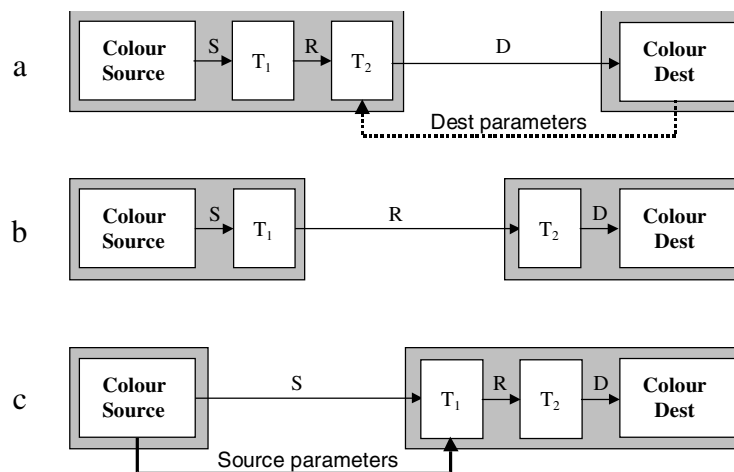 a
Colour
Source
S
T₁
R
T₂
D
Colour
Dest
Dest parameters
b
Colour
Source
S
T₁
R
T₂
D
Colour
Dest
c
Colour
Source
S
T₁
R
T₂
D
Colour
Dest
Source parameters